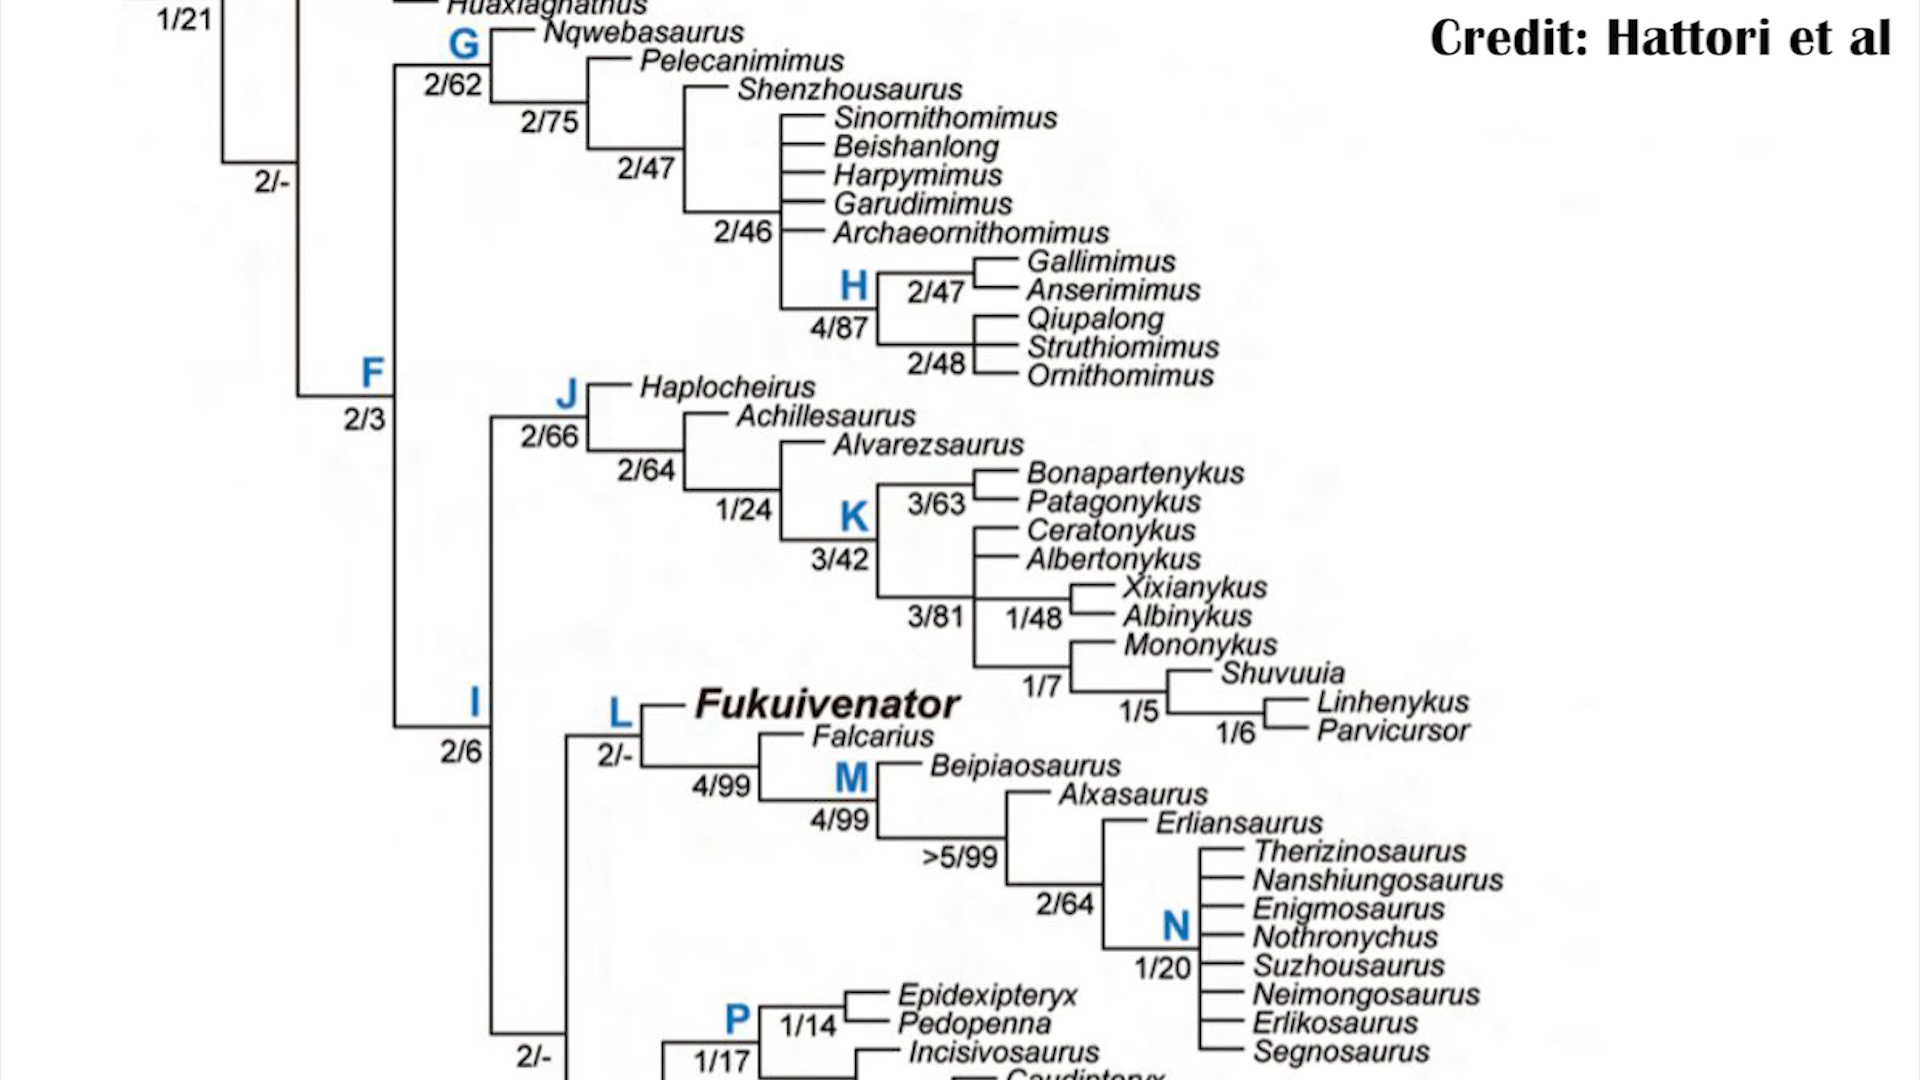 Huaxiagnathus
1/21
Credit: Hattori et al
G
Nqwebasaurus
2/62
Pelecanimimus
Shenzhousaurus
2/75
Sinornithomimus
Beishanlong
2/47
Harpymimus
2/-
Garudimimus
2/46
Archaeornithomimus
Gallimimus
H
2/47
Anserimimus
4/87
Qiupalong
Struthiomimus
2/48
Ornithomimus
F
2/3
J
Haplocheirus
Achillesaurus
2/66
Alvarezsaurus
2/64
Bonapartenykus
3/63
Patagonykus
1/24
K
Ceratonykus
3/42
Albertonykus
Xixianykus
3/81
1/48
Albinykus
Mononykus
Shuvuuia
1/7
Linhenykus
1/5
1/6
Parvicursor
I
2/6
L
Fukuivenator
2/-
Falcarius
4/99
M
Beipiaosaurus
4/99
Alxasaurus
Erliansaurus
>5/99
Therizinosaurus
Nanshiungosaurus
2/64
Enigmosaurus
N
Nothronychus
1/20
Suzhousaurus
Neimongosaurus
Erlikosaurus
Segnosaurus
Epidexipteryx
P
1/14
Pedopenna
2/-
1/17
Incisivosaurus
Caudipteryx